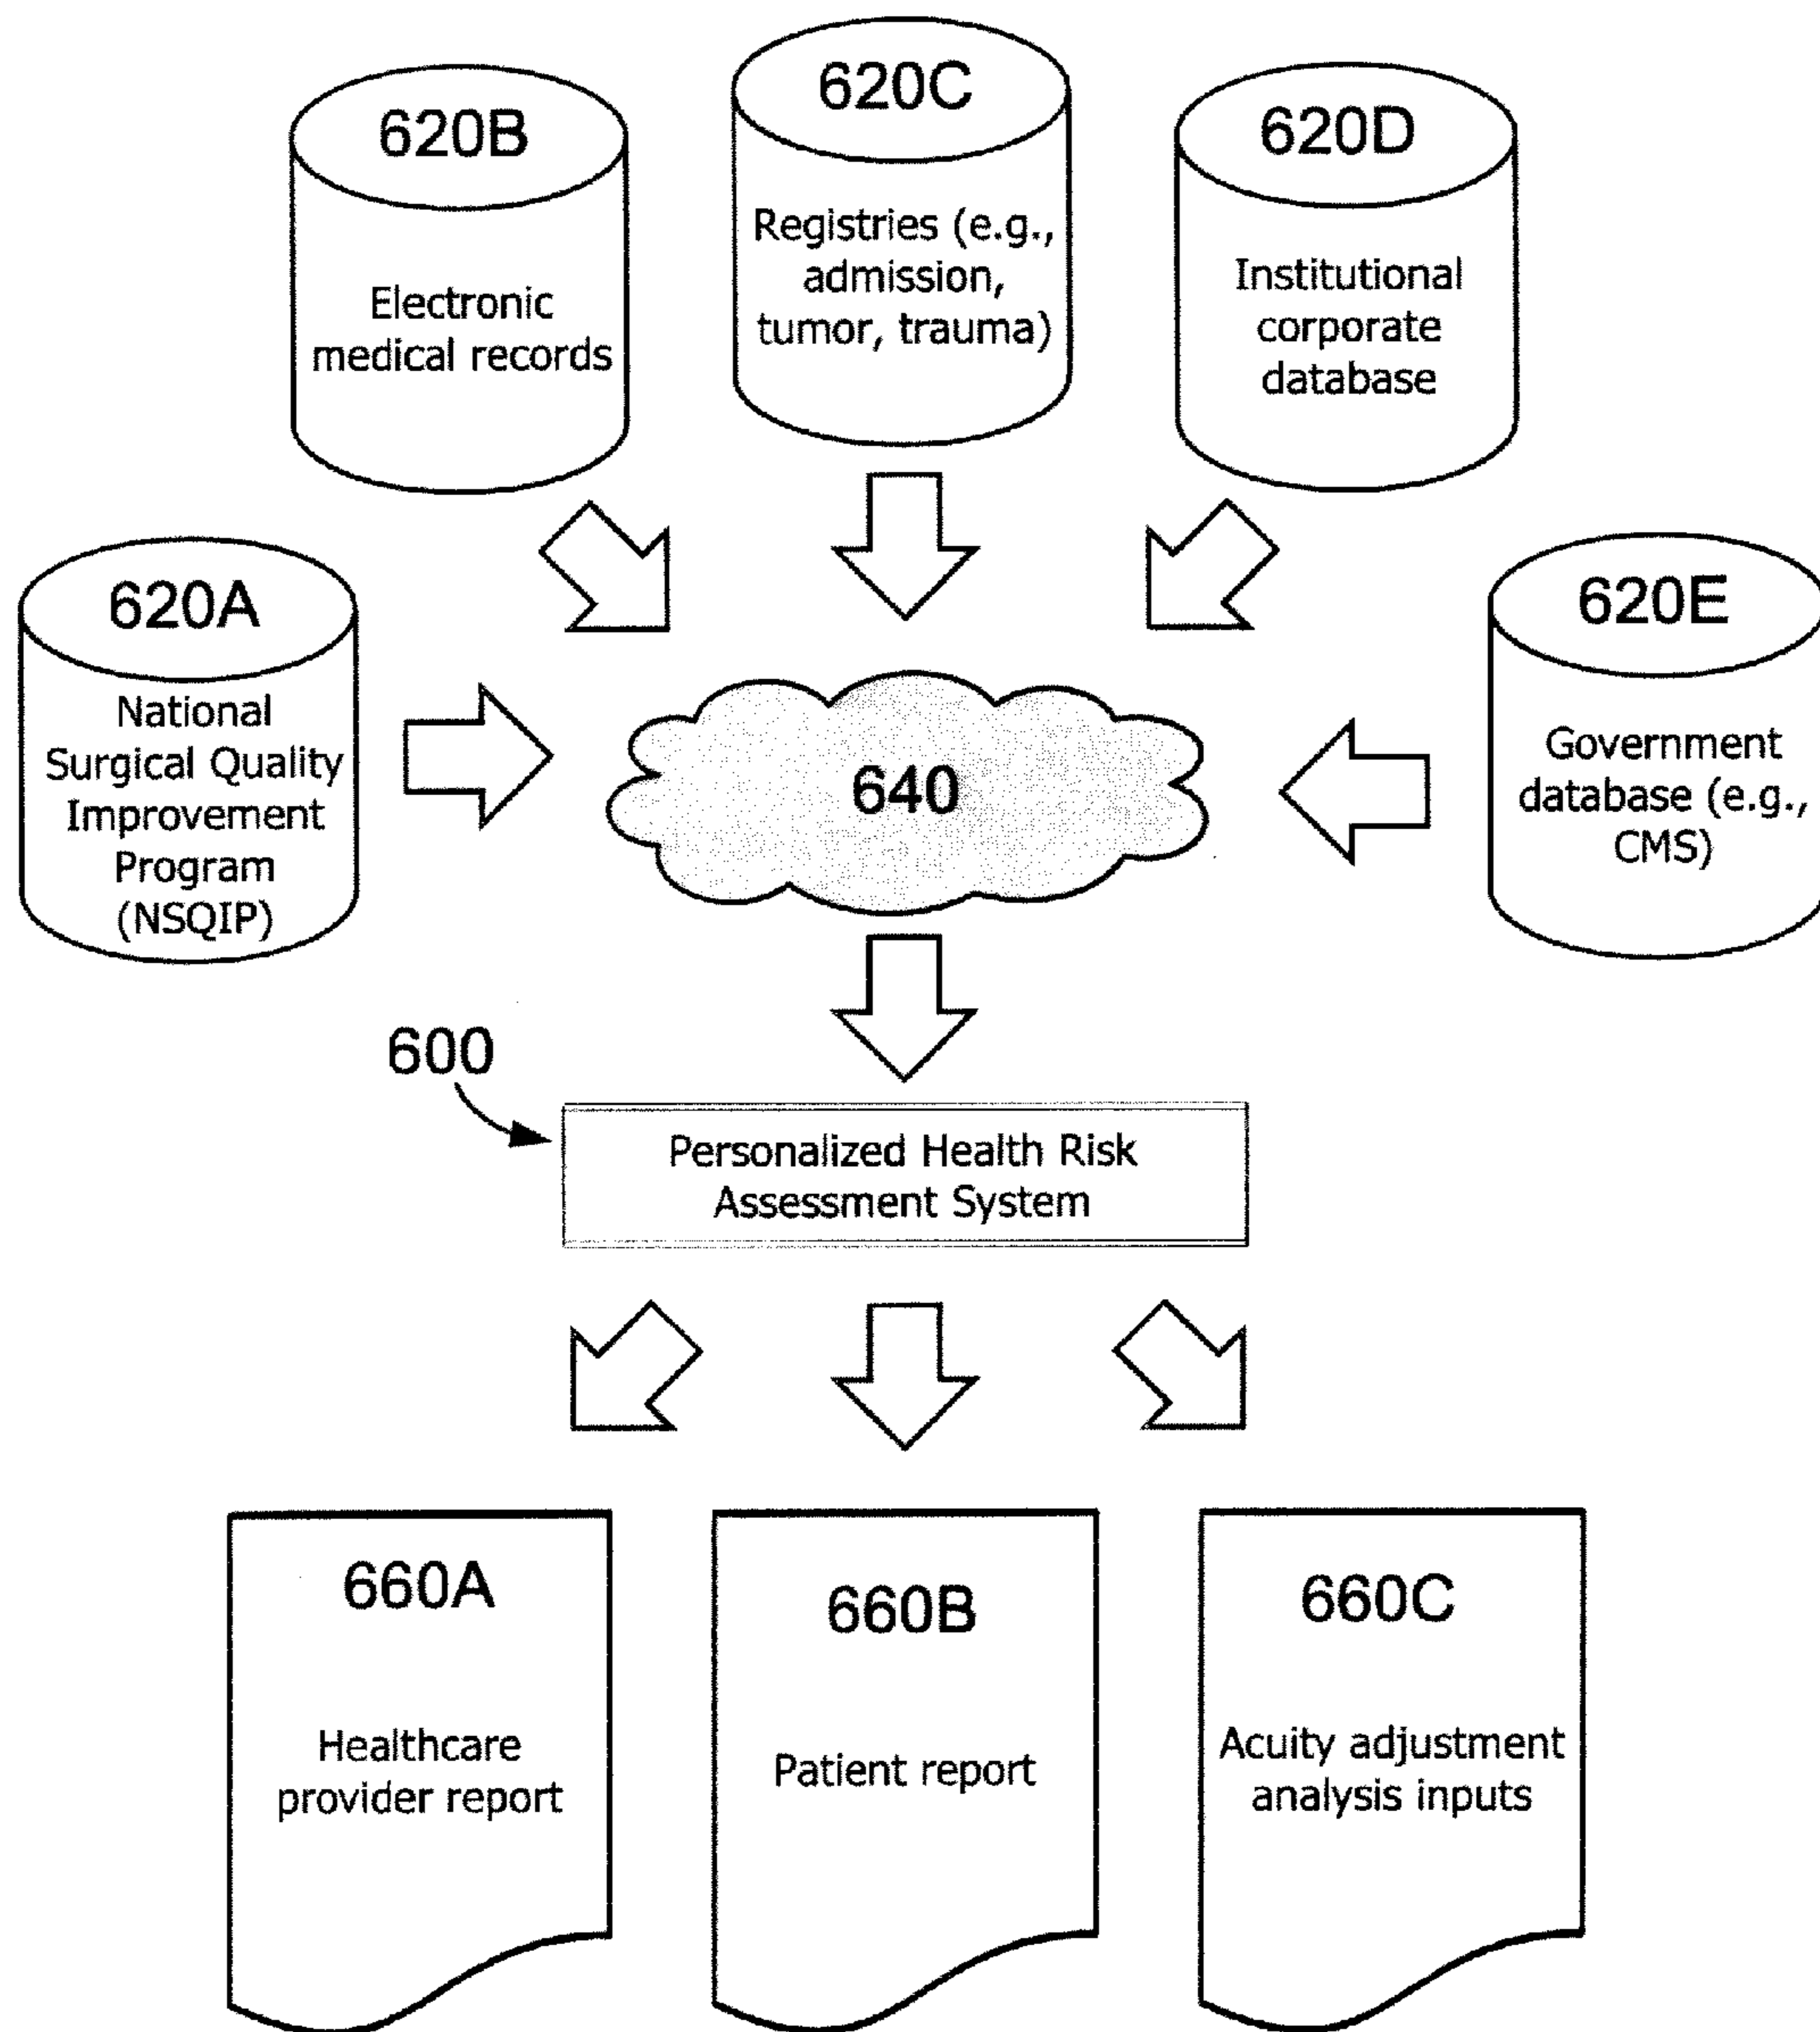 620B
Electronic
medical records
620C
Registries (e.g.,
admission,
tumor, trauma)
620D
Institutional
corporate
database
620A
National
Surgical Quality
Improvement
Program
(NSQIP)
640
620E
Government
database (e.g.,
CMS)
600
Personalized Health Risk
Assessment System
660A
Healthcare
provider report
660B
Patient report
660C
Acuity adjustment
analysis inputs